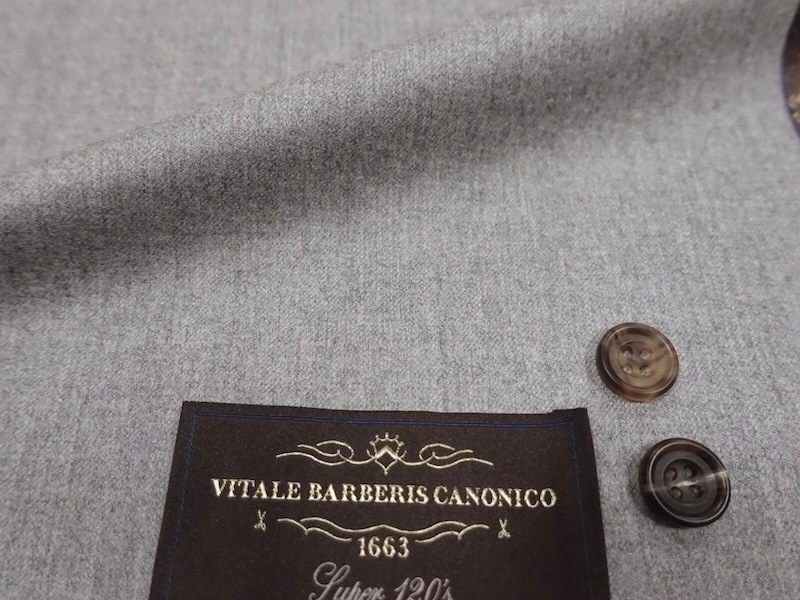 VITALE BARBERIS CANONICO
1663
Super 120's